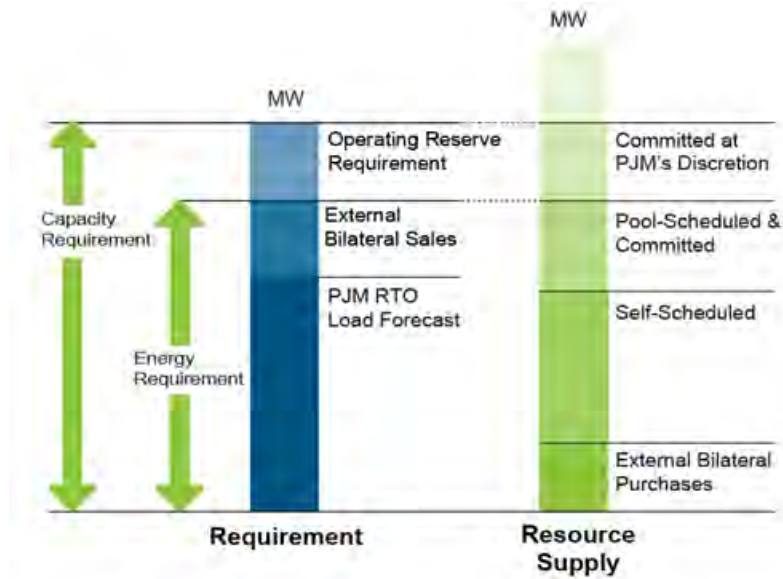 MW
MW
Operating Reserve
Requirement
Committed at
PJM's Discretion
Capacity
Requirement
External
Bilateral Sales
Pool-Scheduled &
Committed
PJM RTO
Load Forecast
Self-Scheduled
Energy
Requirement
External Bilateral
Purchases
Requirement
Resource
Supply